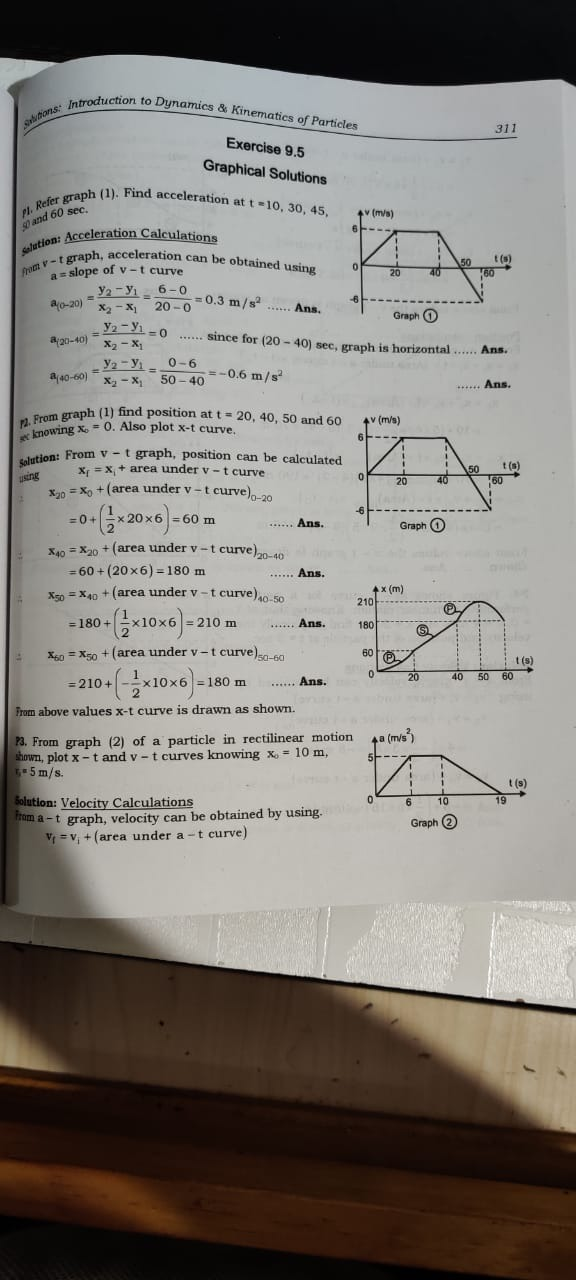 Solutions: Introduction to Dynamics & Kinematics of Particles
311
Exercise 9.5
Graphical Solutions
P1. Refer graph (1). Find acceleration at t =10, 30, 45,
50 and 60 sec.
Solution: Acceleration Calculations
From v – t graph, acceleration can be obtained using
a = slope of v – t curve
a(0–20) = (y₂ – y₁)/(x₂ – x₁) = (6 – 0)/(20 – 0) = 0.3 m/s² ...... Ans.
v (m/s)
6
0
-6
20
40
50
60
t (s)
Graph ①
a(20–40) = (y₂ – y₁)/(x₂ – x₁) = 0 ...... since for (20 – 40) sec, graph is horizontal ...... Ans.
a(40–60) = (y₂ – y₁)/(x₂ – x₁) = (0 – 6)/(50 – 40) = –0.6 m/s² ...... Ans.
P2. From graph (1) find position at t = 20, 40, 50 and 60
sec knowing x₀ = 0. Also plot x-t curve.
Solution: From v – t graph, position can be calculated
using x_f = x_i + area under v – t curve
∴ x₂₀ = x₀ + (area under v – t curve)₀₋₂₀
= 0 + (1/2 × 20 × 6) = 60 m ...... Ans.
v (m/s)
6
0
-6
20
40
50
60
t (s)
Graph ①
∴ x₄₀ = x₂₀ + (area under v – t curve)₂₀₋₄₀
= 60 + (20 × 6) = 180 m ...... Ans.
∴ x₅₀ = x₄₀ + (area under v – t curve)₄₀₋₅₀
= 180 + (1/2 × 10 × 6) = 210 m ...... Ans.
∴ x₆₀ = x₅₀ + (area under v – t curve)₅₀₋₆₀
= 210 + (–1/2 × 10 × 6) = 180 m ...... Ans.
x (m)
210
180
60
0
P
S
P
20
40
50
60
t (s)
From above values x-t curve is drawn as shown.
P3. From graph (2) of a particle in rectilinear motion
shown, plot x – t and v – t curves knowing x₀ = 10 m,
v₀ = 5 m/s.
a (m/s²)
5
0
6
10
19
t (s)
Graph ②
Solution: Velocity Calculations
From a – t graph, velocity can be obtained by using.
v_f = v_i + (area under a – t curve)